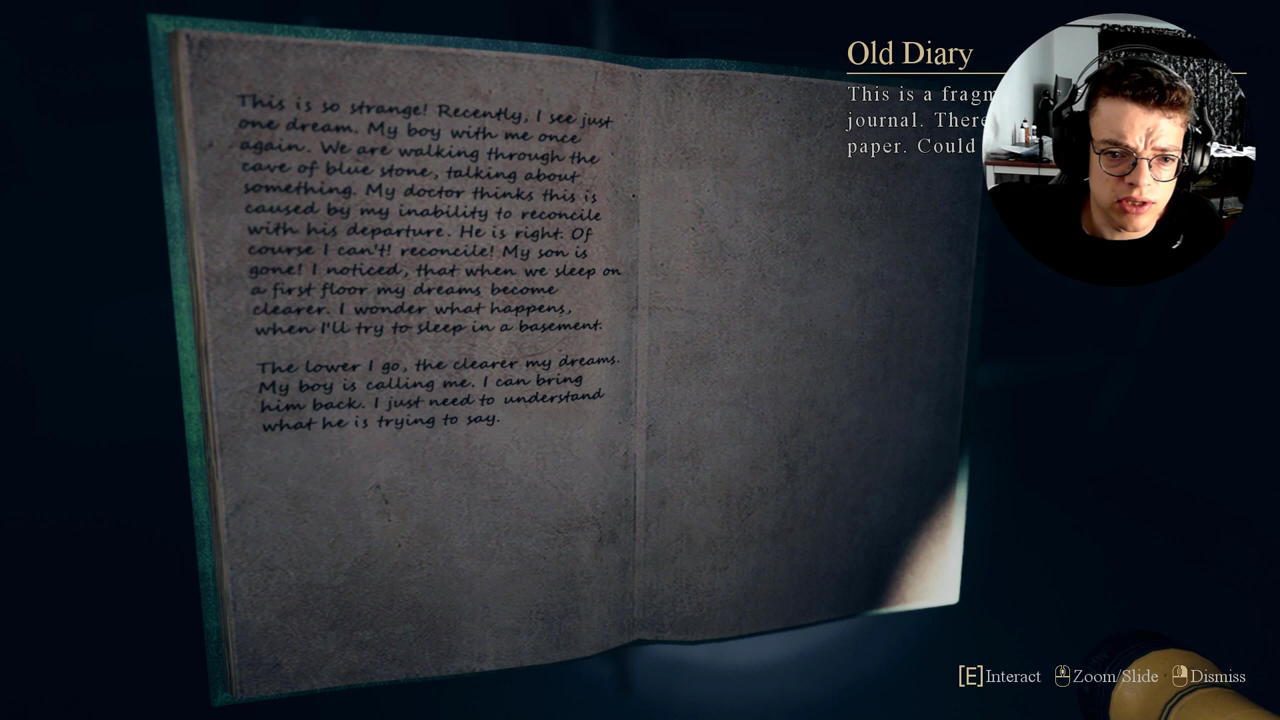 This is so strange! Recently, I see just
one dream. My boy with me once
again. We are walking through the
cave of blue stone, talking about
something. My doctor thinks this is
caused by my inability to reconcile
with his departure. He is right. Of
course I can't! reconcile! My son is
gone! I noticed, that when we sleep on
a first floor my dreams become
clearer. I wonder what happens,
when I'll try to sleep in a basement.
The lower I go, the clearer my dreams.
My boy is calling me. I can bring
him back. I just need to understand
what he is trying to say.
Old Diary
This is a
journal. There
paper. Could
[E]Interact Zoom/Slide Dismiss